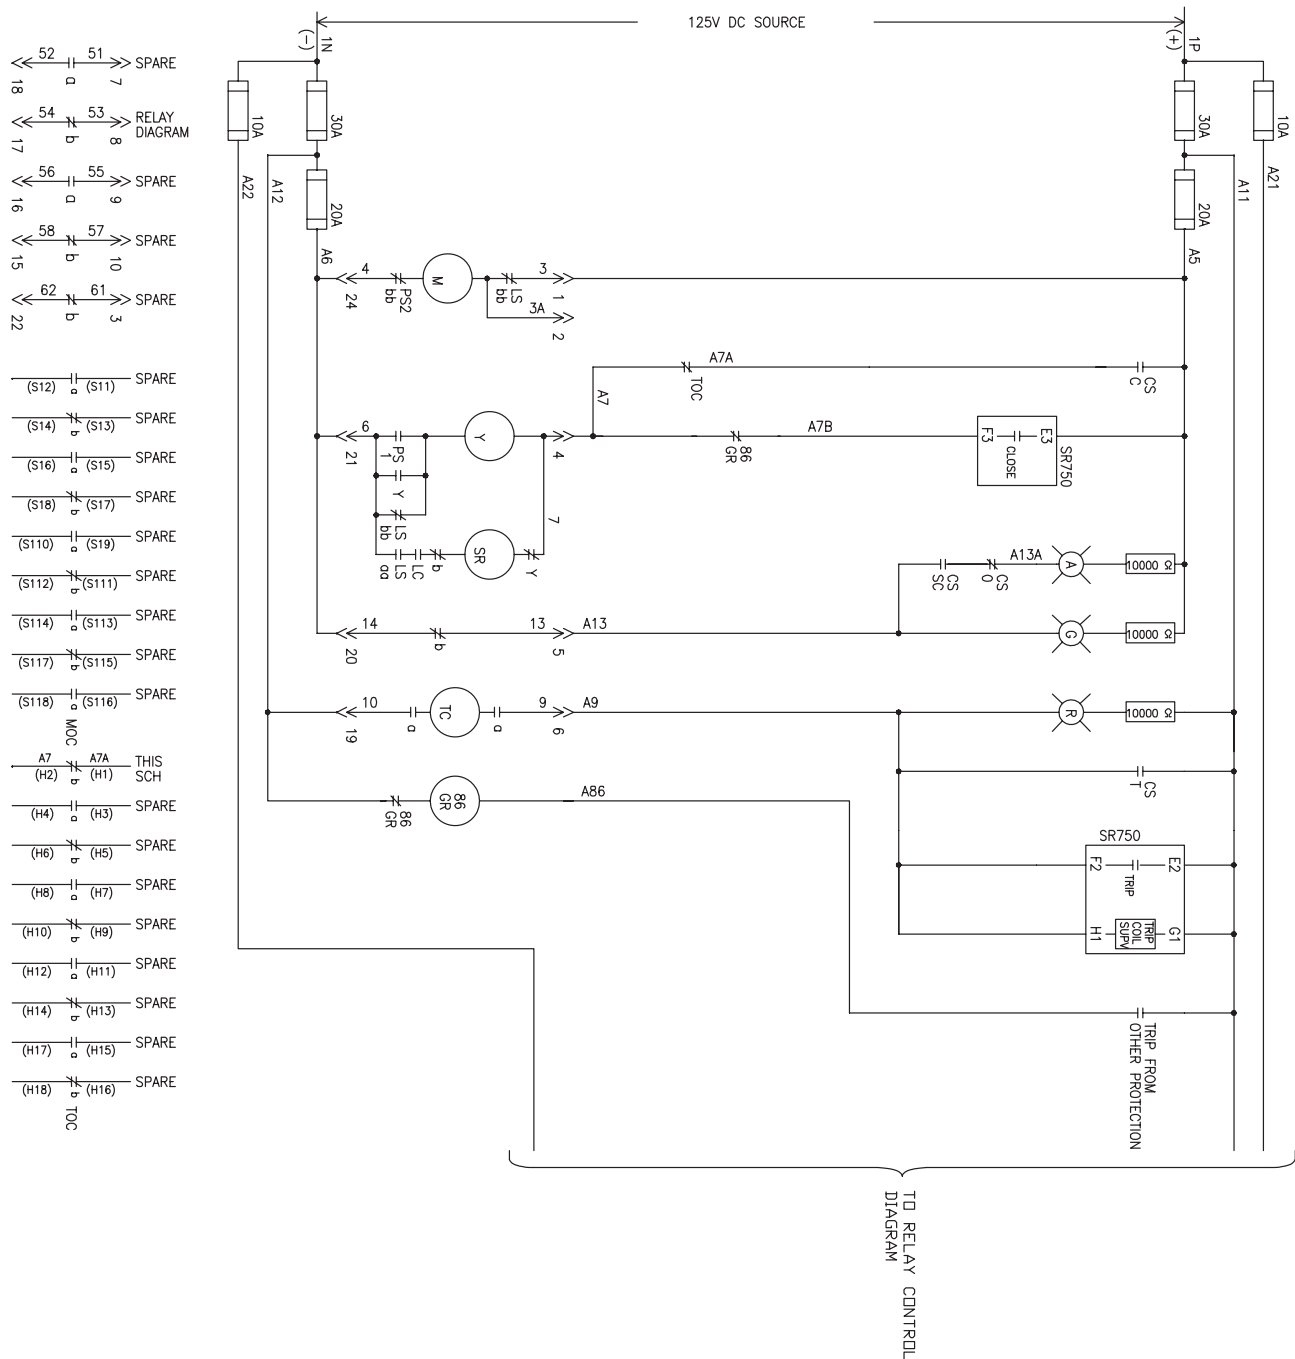 125V DC SOURCE
(-)
1N
(+)
1P
10A
30A
30A
10A
A22
A12
20A
20A
A11
A21
A6
A5
52
51
SPARE
18
a
7
54
53
RELAY
DIAGRAM
17
b
8
56
55
SPARE
16
a
9
58
57
SPARE
15
b
10
62
61
SPARE
22
b
3
4
24
PS2
bb
M
LS
bb
3
1
3A
2
A7A
TOC
CS
C
A7
6
21
PS
1
Y
4
86
GR
A7B
F3
E3
CLOSE
SR750
Y
LS
bb
7
LS
aa
LC
b
SR
Y
CS
SC
CS
O
A13A
A
10000 Ω
14
20
b
13
5
A13
G
10000 Ω
10
19
a
TC
a
9
6
A9
R
10000 Ω
CS
T
86
GR
86
GR
A86
SR750
F2
E2
TRIP
H1
G1
TRIP
COIL
SUPV
TRIP FROM
OTHER PROTECTION
(S12)
a
(S11)
SPARE
(S14)
b
(S13)
SPARE
(S16)
a
(S15)
SPARE
(S18)
b
(S17)
SPARE
(S110)
a
(S19)
SPARE
(S112)
b
(S111)
SPARE
(S114)
a
(S113)
SPARE
(S117)
b
(S115)
SPARE
(S118)
a
(S116)
SPARE
MOC
A7
A7A
THIS
SCH
(H2)
b
(H1)
(H4)
a
(H3)
SPARE
(H6)
b
(H5)
SPARE
(H8)
a
(H7)
SPARE
(H10)
b
(H9)
SPARE
(H12)
a
(H11)
SPARE
(H14)
b
(H13)
SPARE
(H17)
a
(H15)
SPARE
(H18)
b
(H16)
SPARE
TOC
TO RELAY CONTROL
DIAGRAM